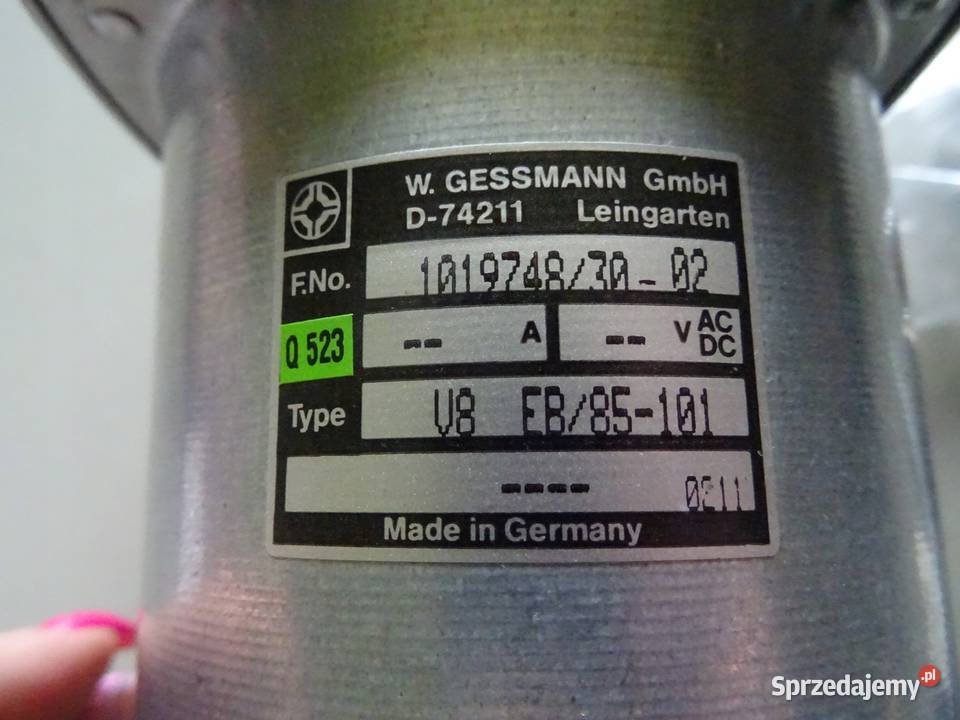 W. GESSMANN GmbH
D-74211 Leingarten
F.No. 1019748/30-02
Q 523
-- A -- V AC DC
Type V8 EB/85-101
---- 0211
Made in Germany
Sprzedajemy.pl